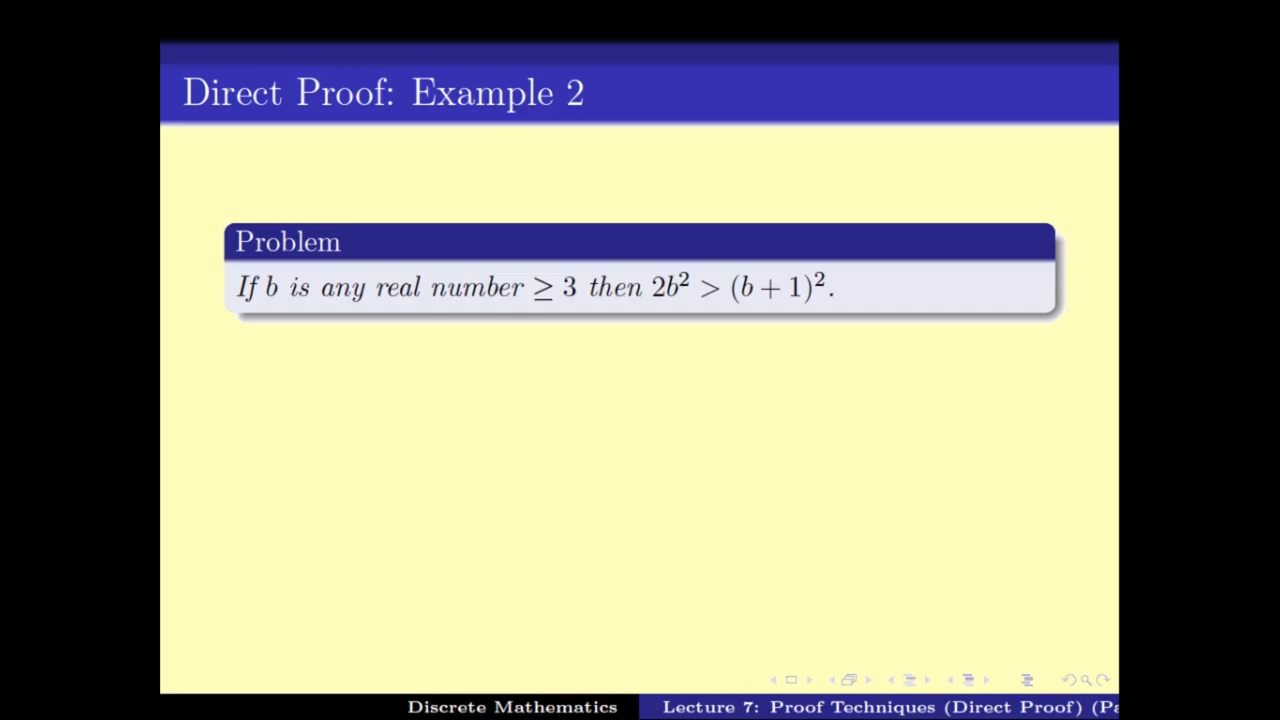 Direct Proof: Example 2
Problem
If b is any real number ≥ 3 then 2b² > (b + 1)².
Discrete Mathematics
Lecture 7: Proof Techniques (Direct Proof) (Pa